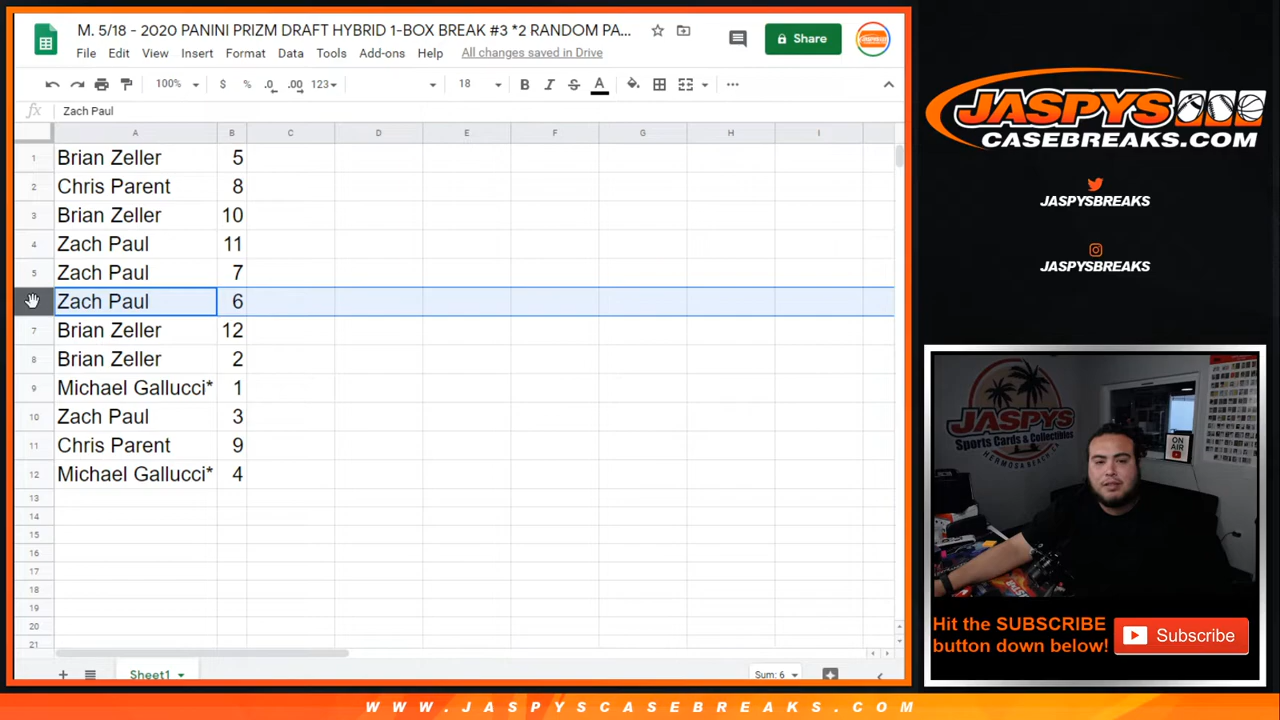 M. 5/18 - 2020 PANINI PRIZM DRAFT HYBRID 1-BOX BREAK #3 *2 RANDOM PA...
Share
File Edit View Insert Format Data Tools Add-ons Help All changes saved in Drive
100% $ % .0 .00 123 18 B I S A
fx Zach Paul
A B C D E F G H I
1 Brian Zeller 5
2 Chris Parent 8
3 Brian Zeller 10
4 Zach Paul 11
5 Zach Paul 7
Zach Paul 6
7 Brian Zeller 12
8 Brian Zeller 2
9 Michael Gallucci* 1
10 Zach Paul 3
11 Chris Parent 9
12 Michael Gallucci* 4
13
14
15
16
17
18
19
20
21
Sheet1
Sum: 6
JASPYS
CASEBREAKS.COM
JASPYSBREAKS
JASPYSBREAKS
JASPYS
Sports Cards & Collectibles
HERMOSA BEACH, CA
ON AIR
Hit the SUBSCRIBE
button down below!
Subscribe
WWW.JASPYSCASEBREAKS.COM